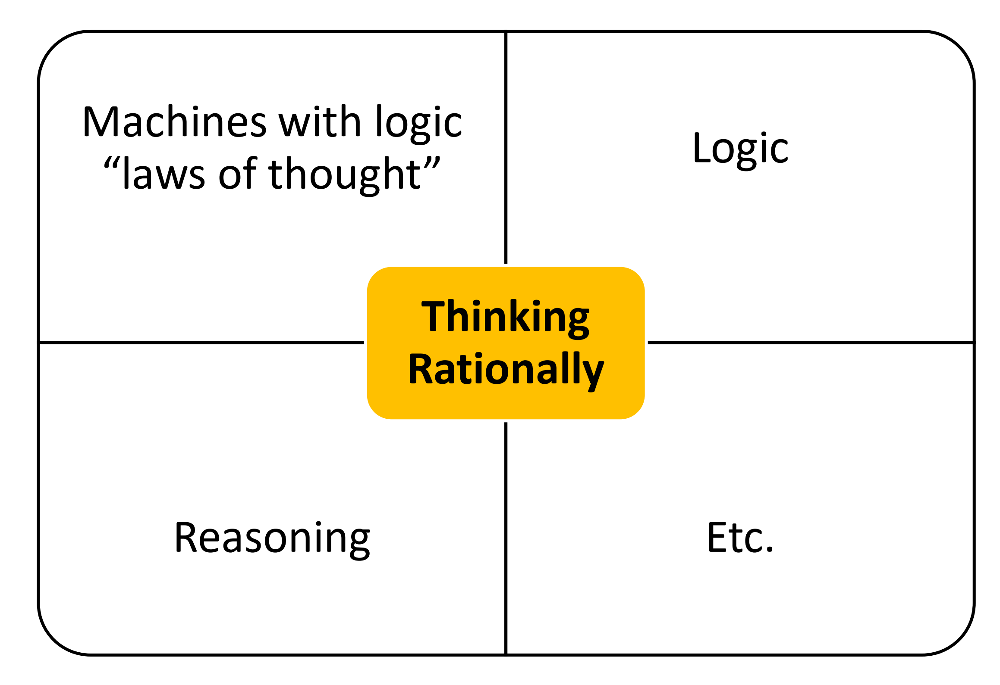 Machines with logic
“laws of thought”
Logic
Thinking
Rationally
Reasoning
Etc.